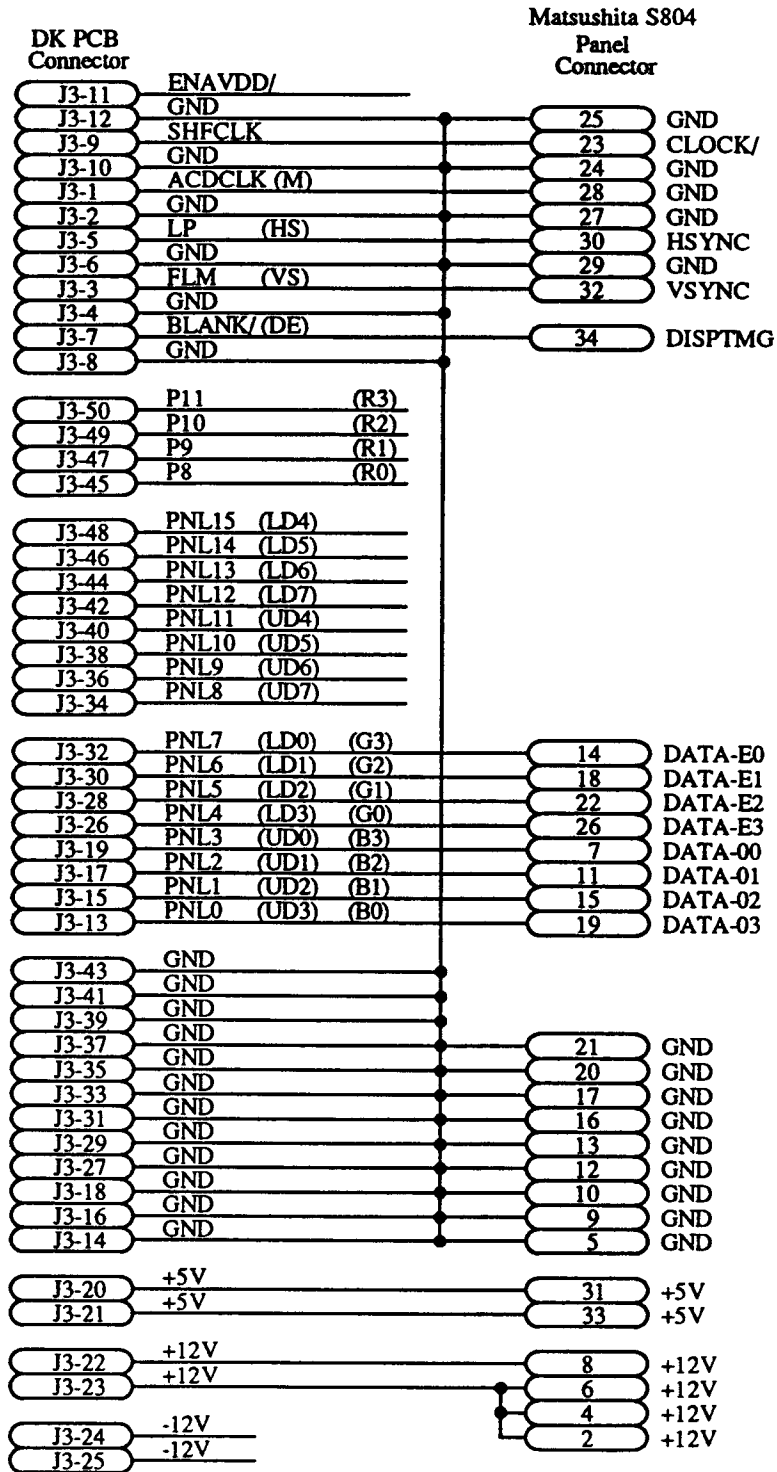 Matsushita S804
DK PCB Panel
Connector Connector
J3-11 ENAVDD/
J3-12 GND 25 GND
J3-9 SHFCLK 23 CLOCK/
J3-10 GND 24 GND
J3-1 ACDCLK (M) 28 GND
J3-2 GND 27 GND
J3-5 LP (HS) 30 HSYNC
J3-6 GND 29 GND
J3-3 FLM (VS) 32 VSYNC
J3-4 GND
J3-7 BLANK/ (DE) 34 DISPTMG
J3-8 GND
J3-50 P11 (R3)
J3-49 P10 (R2)
J3-47 P9 (R1)
J3-45 P8 (R0)
J3-48 PNL15 (LD4)
J3-46 PNL14 (LD5)
J3-44 PNL13 (LD6)
J3-42 PNL12 (LD7)
J3-40 PNL11 (UD4)
J3-38 PNL10 (UD5)
J3-36 PNL9 (UD6)
J3-34 PNL8 (UD7)
J3-32 PNL7 (LD0) (G3) 14 DATA-E0
J3-30 PNL6 (LD1) (G2) 18 DATA-E1
J3-28 PNL5 (LD2) (G1) 22 DATA-E2
J3-26 PNL4 (LD3) (G0) 26 DATA-E3
J3-19 PNL3 (UD0) (B3) 7 DATA-00
J3-17 PNL2 (UD1) (B2) 11 DATA-01
J3-15 PNL1 (UD2) (B1) 15 DATA-02
J3-13 PNL0 (UD3) (B0) 19 DATA-03
J3-43 GND
J3-41 GND
J3-39 GND
J3-37 GND 21 GND
J3-35 GND 20 GND
J3-33 GND 17 GND
J3-31 GND 16 GND
J3-29 GND 13 GND
J3-27 GND 12 GND
J3-18 GND 10 GND
J3-16 GND 9 GND
J3-14 GND 5 GND
J3-20 +5V 31 +5V
J3-21 +5V 33 +5V
J3-22 +12V 8 +12V
J3-23 +12V 6 +12V
4 +12V
2 +12V
J3-24 -12V
J3-25 -12V